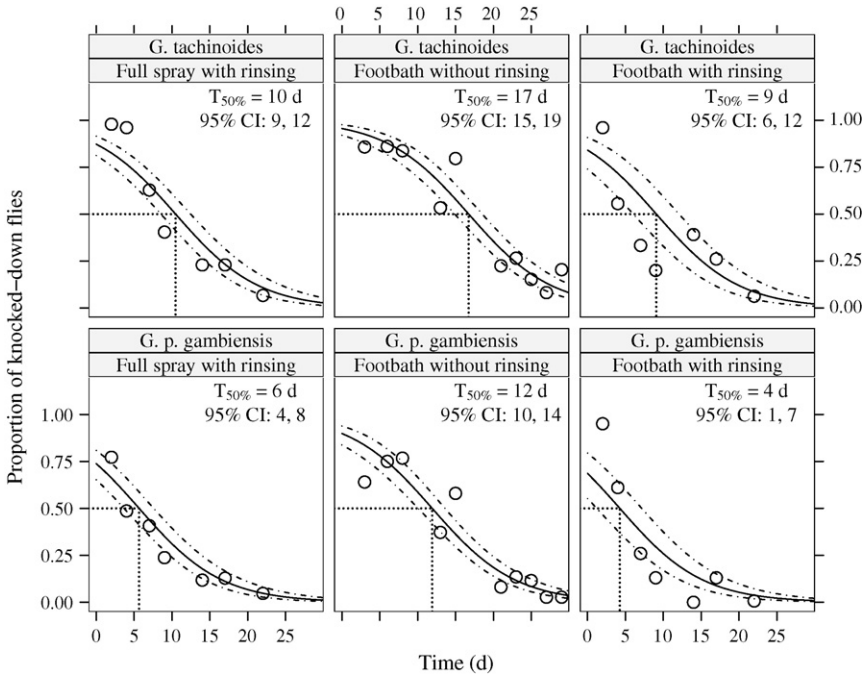 0 5 10 15 20 25
G. tachinoides
Full spray with rinsing
T50% = 10 d
95% CI: 9, 12
G. tachinoides
Footbath without rinsing
T50% = 17 d
95% CI: 15, 19
G. tachinoides
Footbath with rinsing
T50% = 9 d
95% CI: 6, 12
1.00
0.75
0.50
0.25
0.00
Proportion of knocked–down flies
G. p. gambiensis
Full spray with rinsing
T50% = 6 d
95% CI: 4, 8
G. p. gambiensis
Footbath without rinsing
T50% = 12 d
95% CI: 10, 14
G. p. gambiensis
Footbath with rinsing
T50% = 4 d
95% CI: 1, 7
1.00
0.75
0.50
0.25
0.00
0 5 10 15 20 25
0 5 10 15 20 25
Time (d)